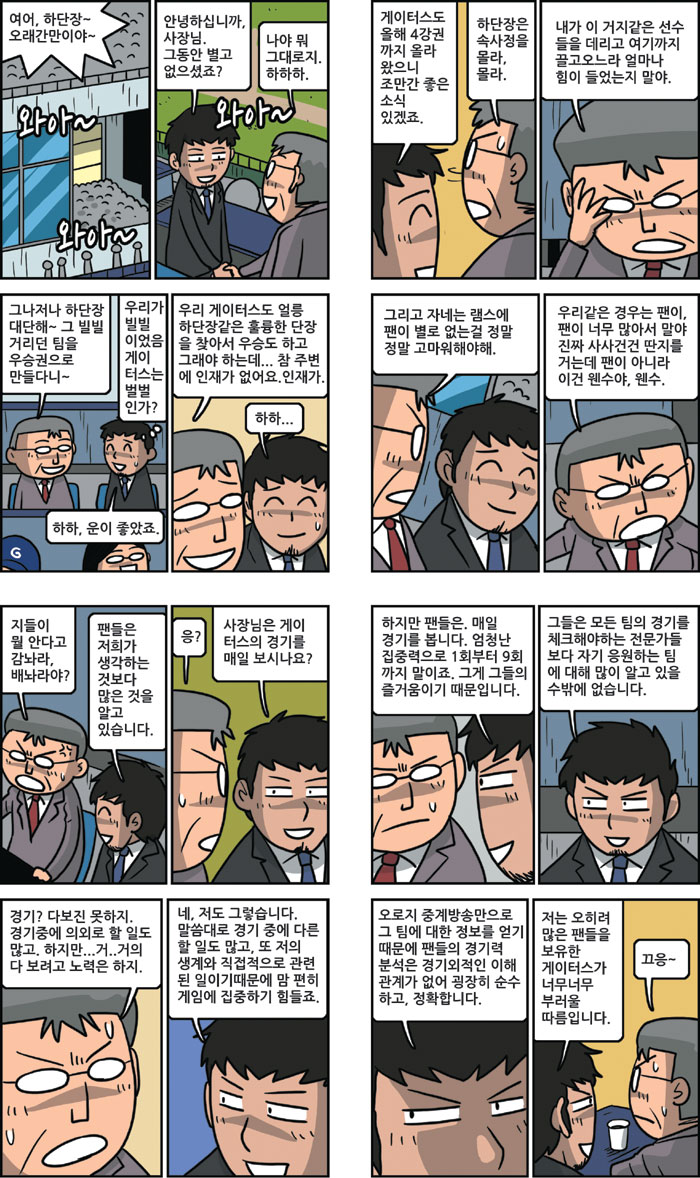 여어, 하단장~
오래간만이야~
와아~
와아~
안녕하십니까,
사장님.
그동안 별고
없으셨죠?
나야 뭐
그대로지.
하하하.
와아~
그나저나 하단장
대단해~ 그 빌빌
거리던 팀을
우승권으로
만들다니~
우리가
빌빌
이었음
게이
터스는
벌벌
인가?
하하, 운이 좋았죠.
G
우리 게이터스도 얼릉
하단장같은 훌륭한 단장
을 찾아서 우승도 하고
그래야 하는데... 참 주변
에 인재가 없어요.인재가.
하하...
게이터스도
올해 4강권
까지 올라
왔으니
조만간 좋은
소식
있겠죠.
하단장은
속사정을
몰라,
몰라.
내가 이 거지같은 선수
들을 데리고 여기까지
끌고오느라 얼마나
힘이 들었는지 말야.
그리고 자네는 램스에
팬이 별로 없는걸 정말
정말 고마워해야해.
우리같은 경우는 팬이,
팬이 너무 많아서 말야
진짜 사사건건 딴지를
거는데 팬이 아니라
이건 웬수야, 웬수.
지들이
뭘 안다고
감놔라,
배놔라야?
팬들은
저희가
생각하는
것보다
많은 것을
알고
있습니다.
응?
사장님은 게이
터스의 경기를
매일 보시나요?
경기? 다보진 못하지.
경기중에 의외로 할 일도
많고. 하지만...거..거의
다 보려고 노력은 하지.
네, 저도 그렇습니다.
말씀대로 경기 중에 다른
할 일도 많고, 또 저의
생계와 직접적으로 관련
된 일이기때문에 맘 편히
게임에 집중하기 힘들죠.
하지만 팬들은. 매일
경기를 봅니다. 엄청난
집중력으로 1회부터 9회
까지 말이죠. 그게 그들의
즐거움이기 때문입니다.
그들은 모든 팀의 경기를
체크해야하는 전문가들
보다 자기 응원하는 팀
에 대해 많이 알고 있을
수밖에 없습니다.
오로지 중계방송만으로
그 팀에 대한 정보를 얻기
때문에 팬들의 경기력
분석은 경기외적인 이해
관계가 없어 굉장히 순수
하고, 정확합니다.
저는 오히려
많은 팬들을
보유한
게이터스가
너무너무
부러울
따름입니다.
끄응~